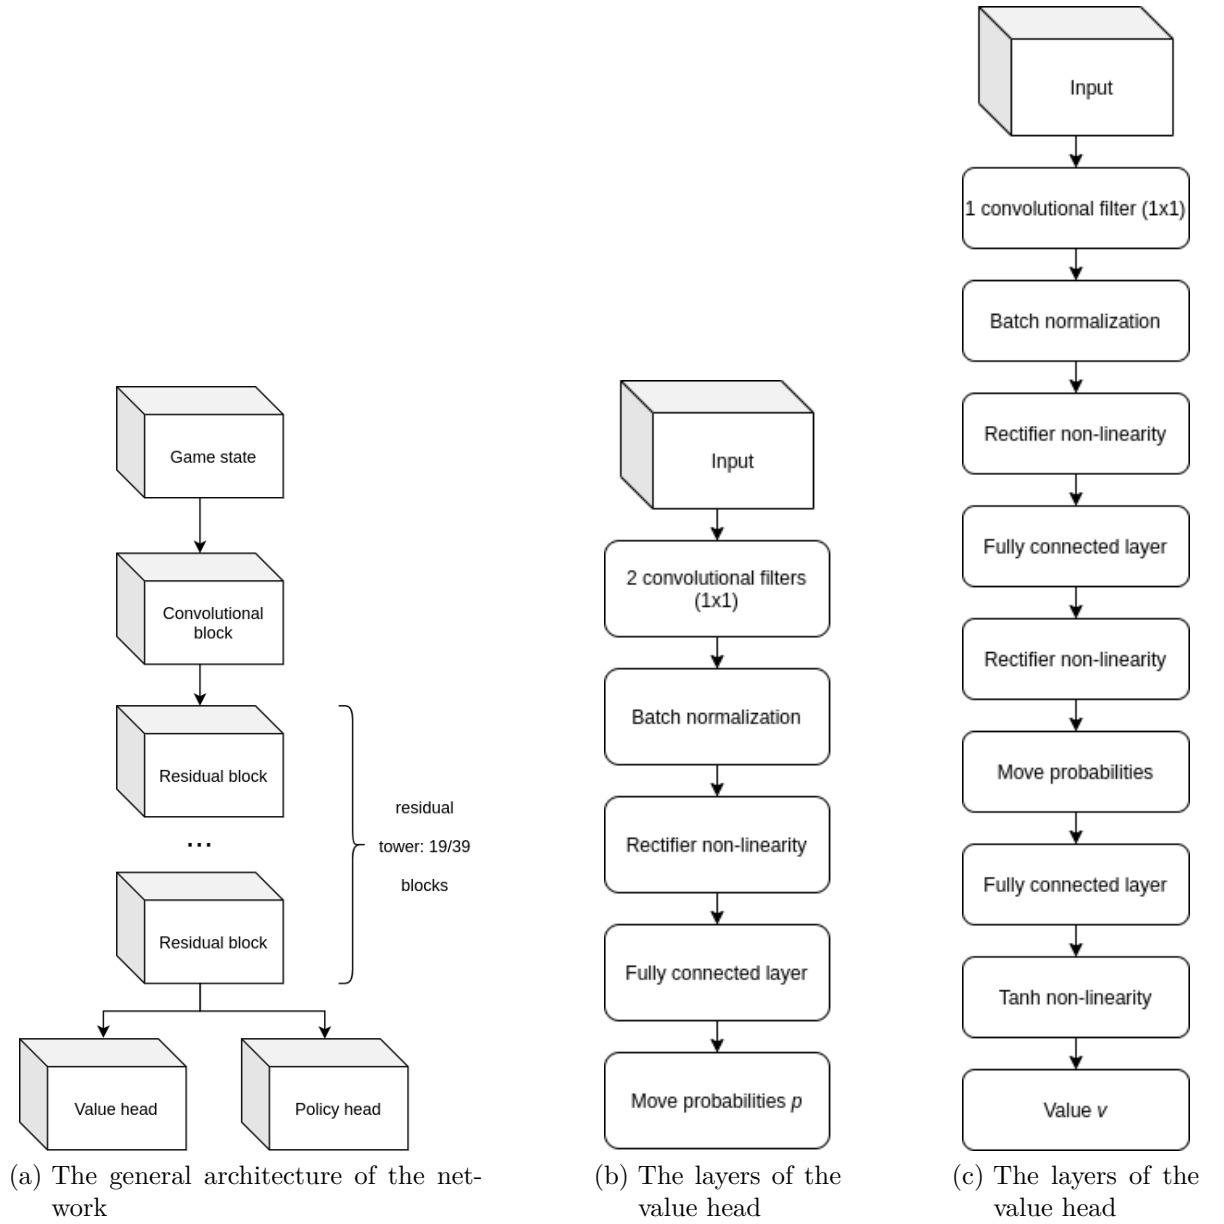 Game state
Convolutional
block
Residual block
...
Residual block
residual
tower: 19/39
blocks
Value head
Policy head
(a) The general architecture of the net-
work
Input
2 convolutional filters
(1x1)
Batch normalization
Rectifier non-linearity
Fully connected layer
Move probabilities p
(b) The layers of the
value head
Input
1 convolutional filter (1x1)
Batch normalization
Rectifier non-linearity
Fully connected layer
Rectifier non-linearity
Move probabilities
Fully connected layer
Tanh non-linearity
Value v
(c) The layers of the
value head